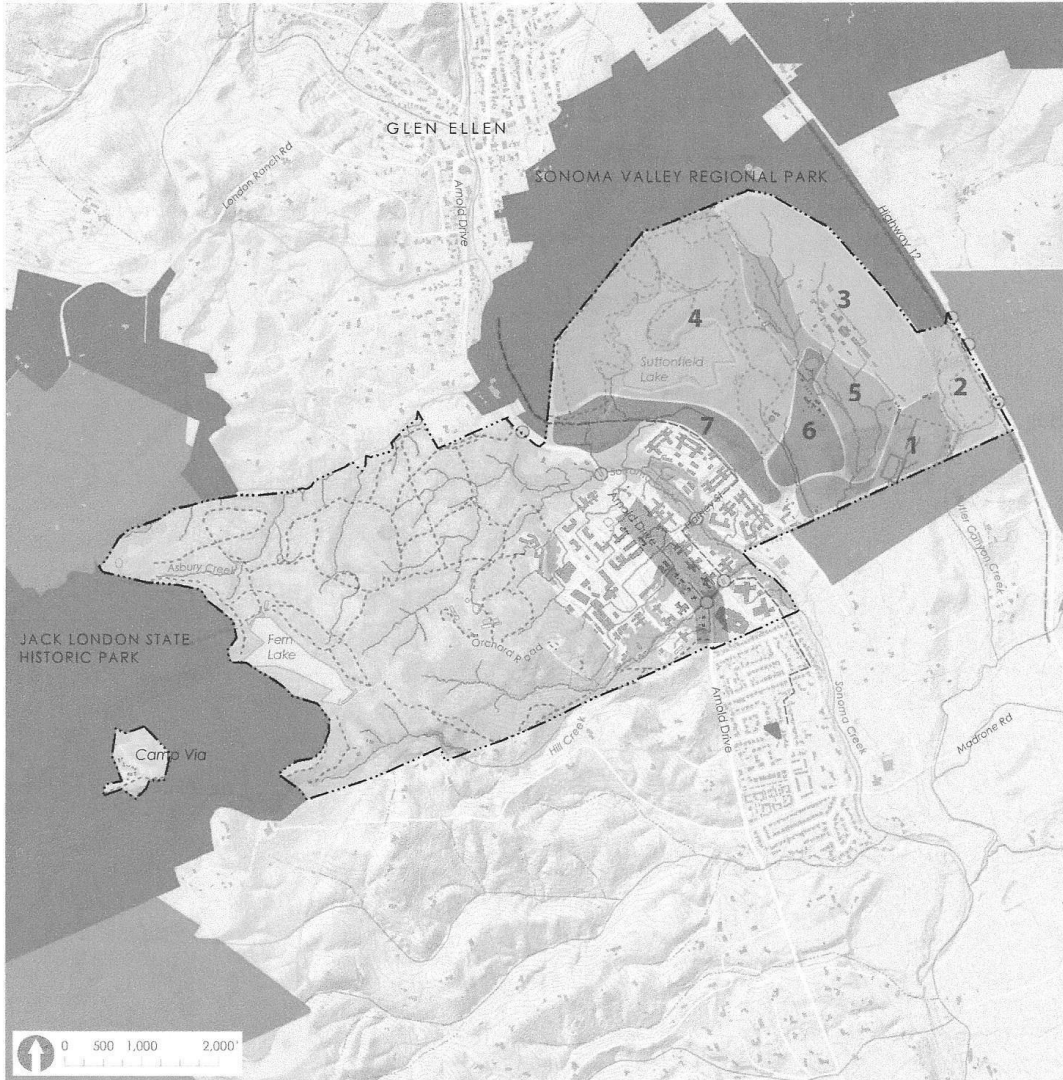 GLEN ELLEN
London Ranch Rd
Arnold Drive
SONOMA VALLEY REGIONAL PARK
Highway 12
3
4
Suttonfield
Lake
2
5
7
6
1
Arnold Drive
Asbury Creek
Orchard Road
Fern
Lake
JACK LONDON STATE
HISTORIC PARK
Camp Via
Hill Creek
Arnold Drive
Sonoma Creek
Madrone Rd
0 500 1,000 2,000'